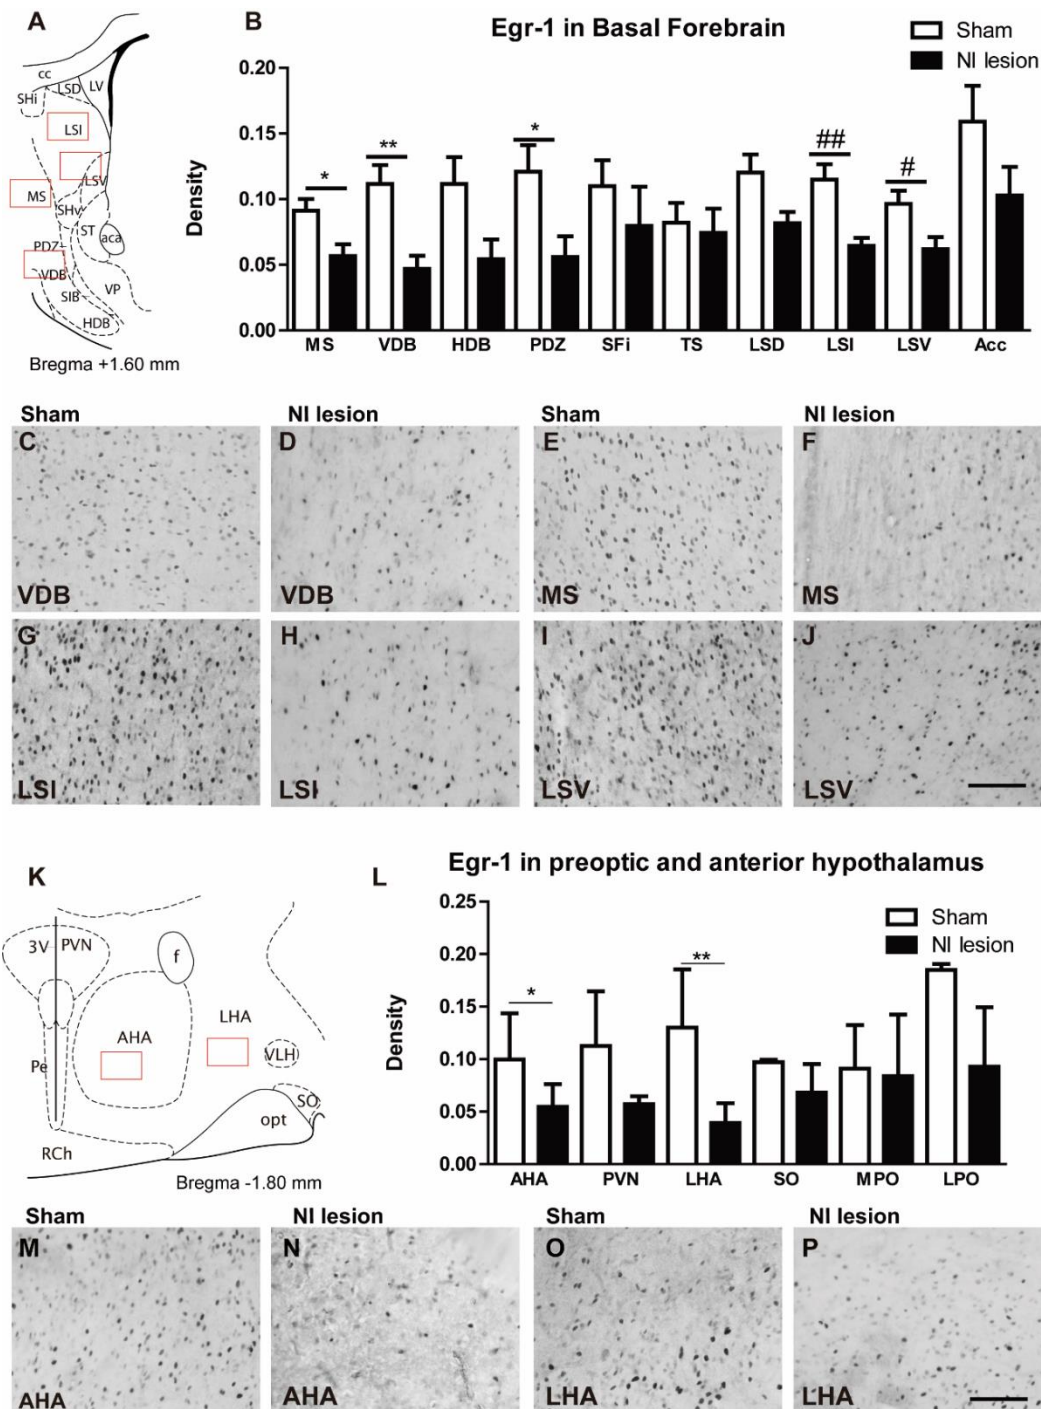 A
cc
LSD
LV
SHi
LSI
LSV
MS
SHv
ST
aca
PDZ
VDB
SIB
VP
HDB
Bregma +1.60 mm
B
Egr-1 in Basal Forebrain
Sham
NI lesion
Density
0.20
0.15
0.10
0.05
0.00
*
**
*
##
#
MS VDB HDB PDZ SFi TS LSD LSI LSV Acc
Sham NI lesion Sham NI lesion
C D E F
VDB VDB MS MS
G H I J
LSI LSI LSV LSV
K
3V PVN
f
AHA
LHA
Pe
VLH
SO
opt
RCh
Bregma -1.80 mm
L
Egr-1 in preoptic and anterior hypothalamus
Sham
NI lesion
Density
0.25
0.20
0.15
0.10
0.05
0.00
*
**
AHA PVN LHA SO MPO LPO
Sham NI lesion Sham NI lesion
M N O P
AHA AHA LHA LHA